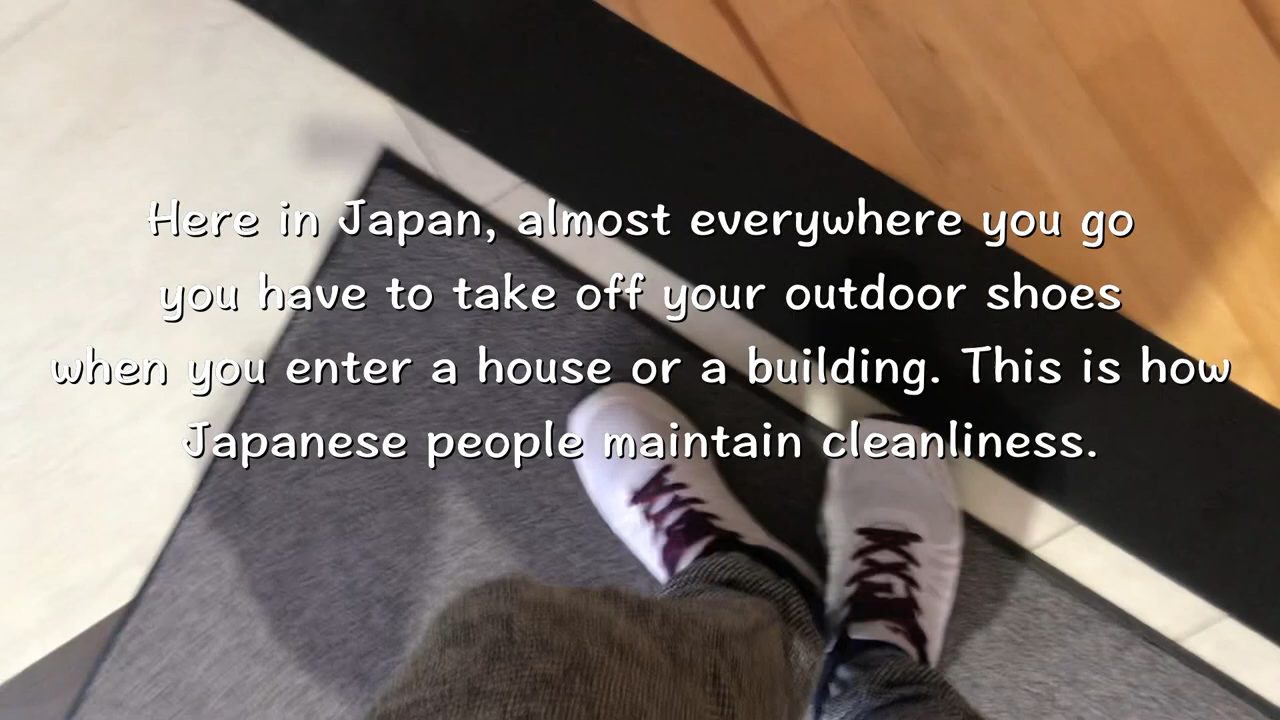 Here in Japan, almost everywhere you go
you have to take off your outdoor shoes
when you enter a house or a building. This is how
Japanese people maintain cleanliness.